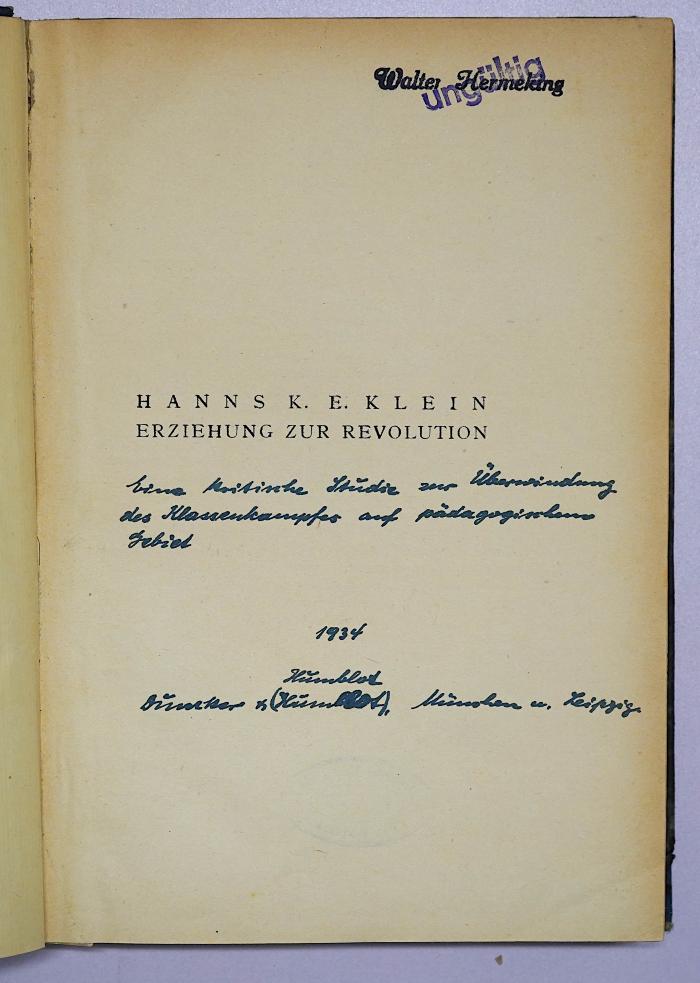 Walter Hermeking
ungültig
HANNS K. E. KLEIN
ERZIEHUNG ZUR REVOLUTION
Eine kritische Studie zur Überwindung
des Klassenkampfes auf pädagogischem
Gebiet
1934
Humblot
Duncker & (Humblot), München u. Leipzig.